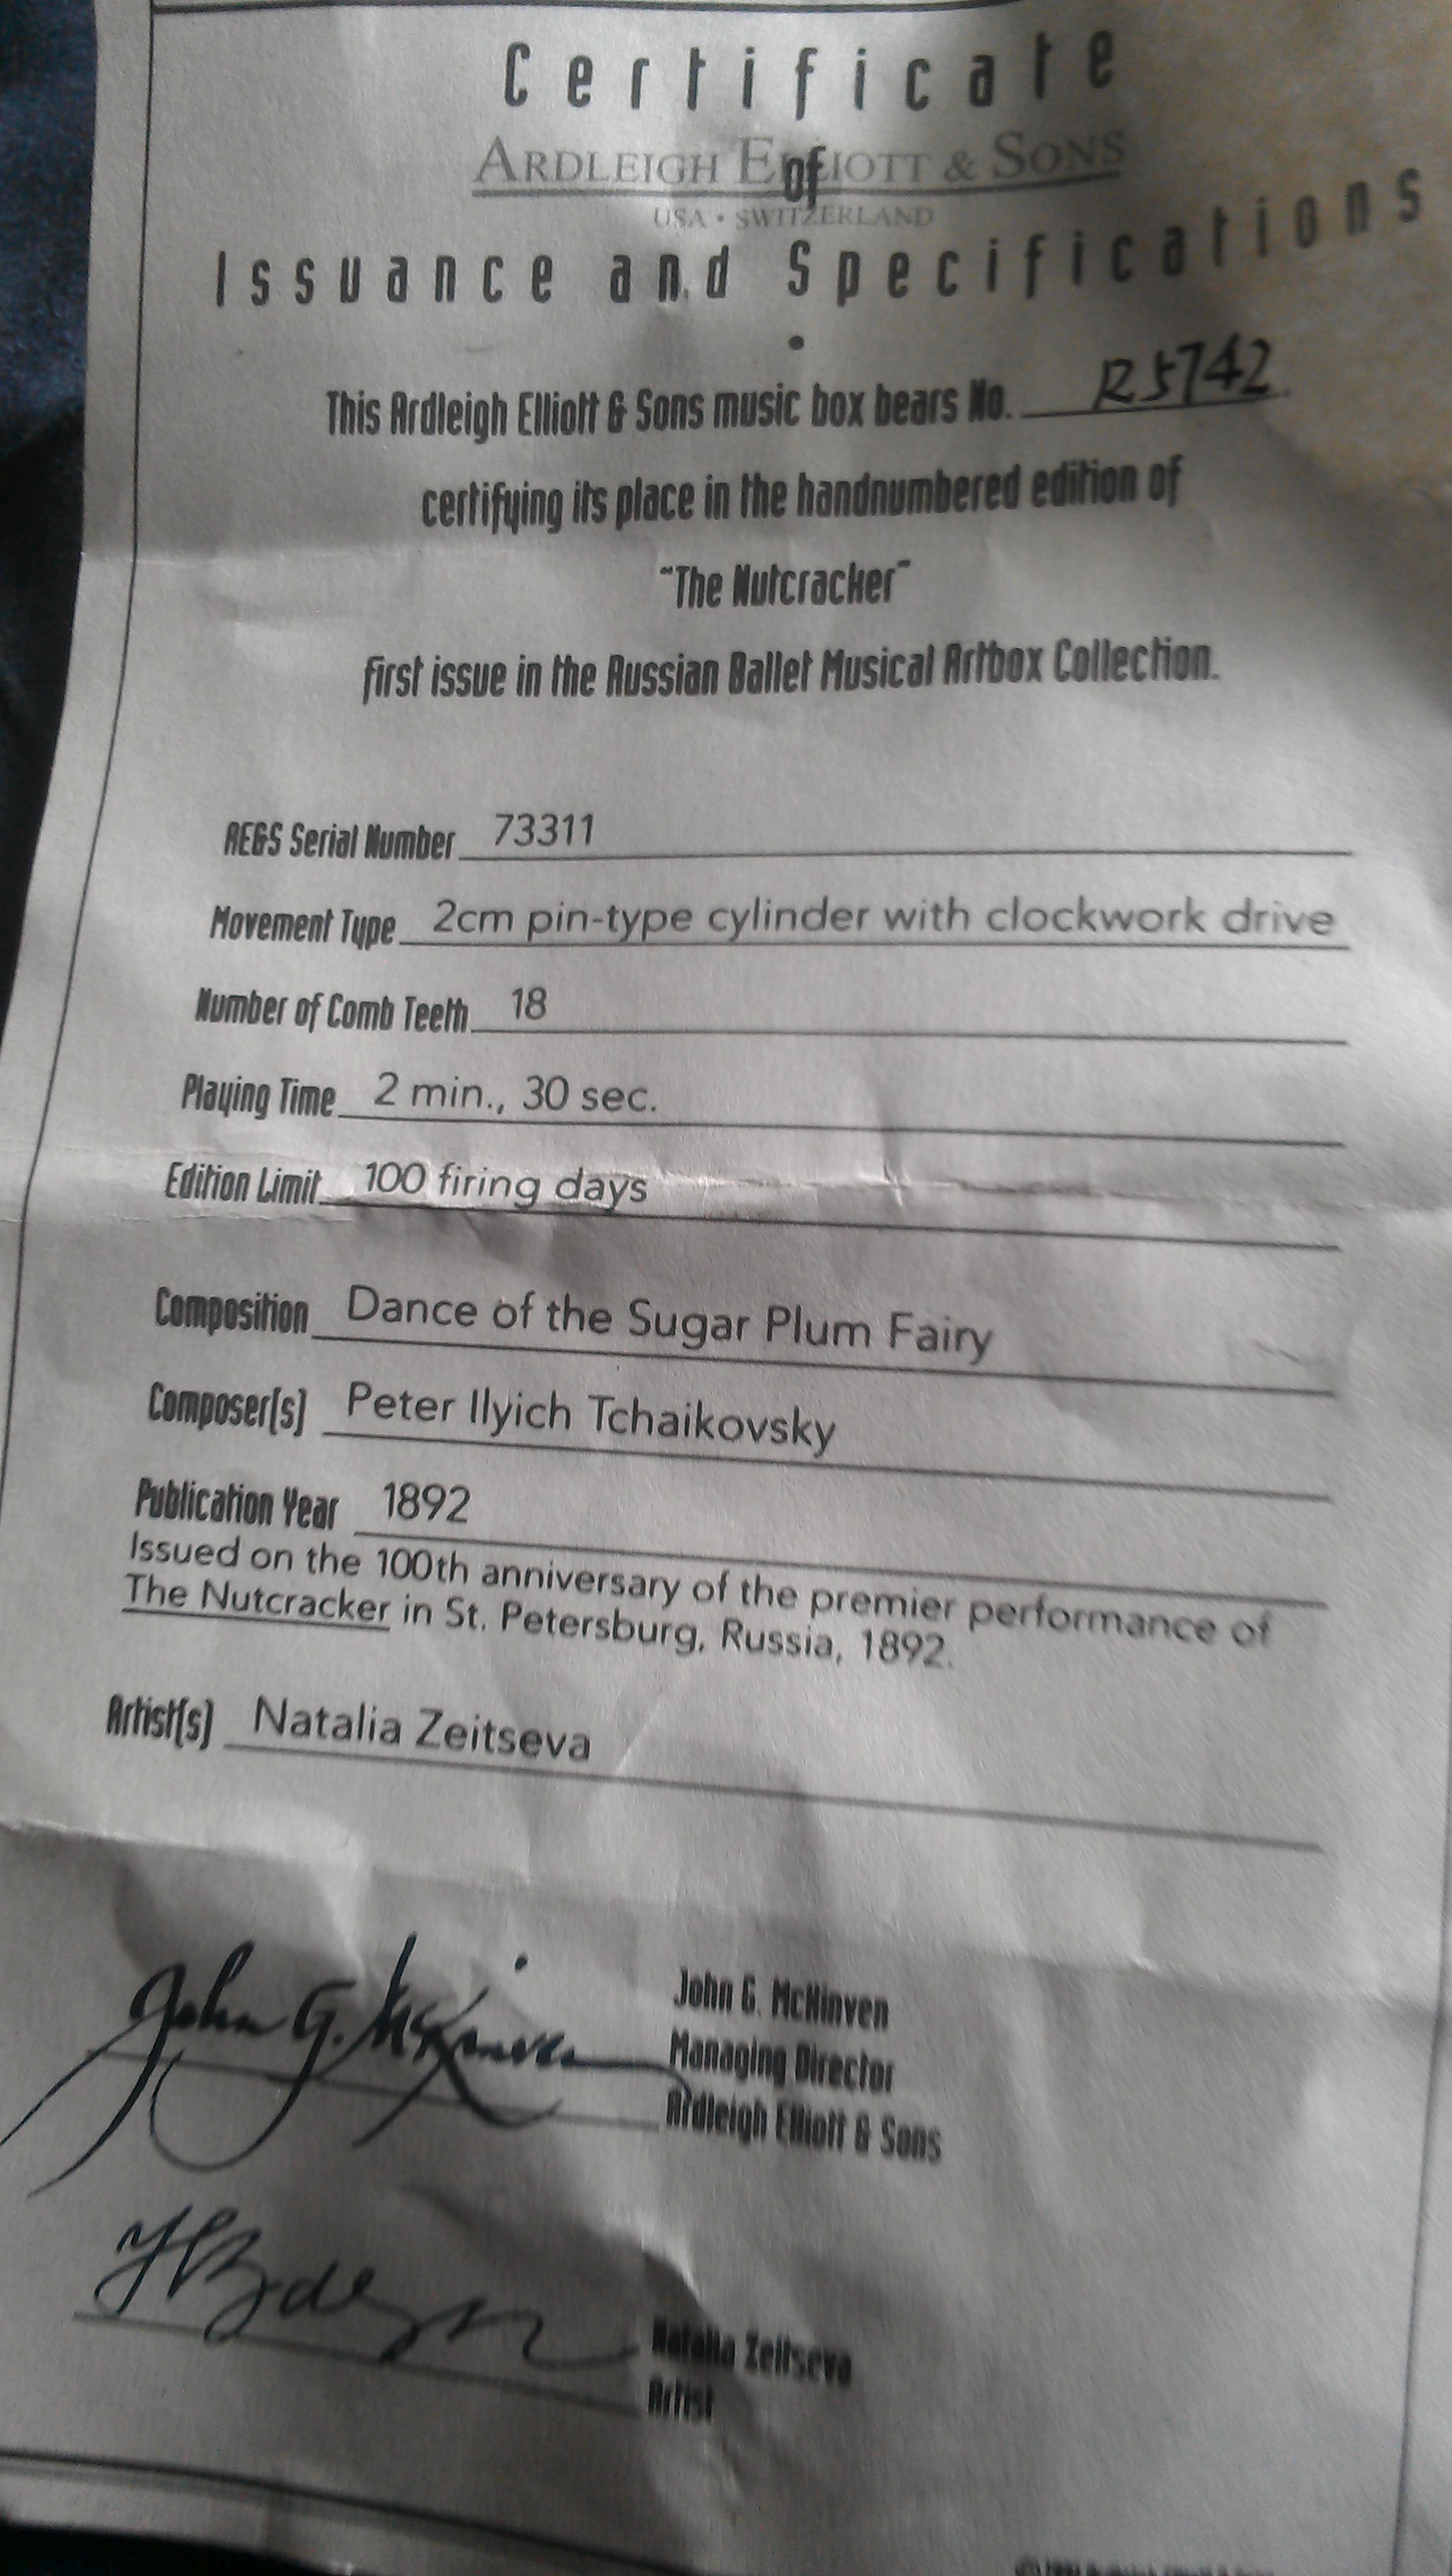 Certificate
ARDLEIGH ELLIOTT & SONS
of
USA • SWITZERLAND
Issuance and Specifications
•
This Ardleigh Elliott & Sons music box bears No. R5742
certifying its place in the handnumbered edition of
"The Nutcracker"
first issue in the Russian Ballet Musical Artbox Collection.
AE&S Serial Number 73311
Movement Type 2cm pin-type cylinder with clockwork drive
Number of Comb Teeth 18
Playing Time 2 min., 30 sec.
Edition Limit 100 firing days
Composition Dance of the Sugar Plum Fairy
Composer(s) Peter Ilyich Tchaikovsky
Publication Year 1892
Issued on the 100th anniversary of the premier performance of
The Nutcracker in St. Petersburg, Russia, 1892.
Artist(s) Natalia Zeitseva
John G. McKinven
John G. McKinven
Managing Director
Ardleigh Elliott & Sons
Natalia Zeitseva
Artist